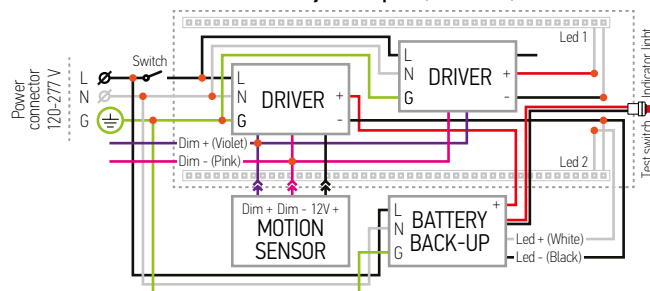 Led 1
Switch
Power connector 120-277 V
L
N
G
L
N
G
DRIVER
+
-
L
N
G
DRIVER
+
-
Indicator light
Test switch
Dim + (Violet)
Dim - (Pink)
Led 2
Dim + Dim - 12V +
MOTION
SENSOR
L
N
G
BATTERY
BACK-UP
+
Led + (White)
Led - (Black)